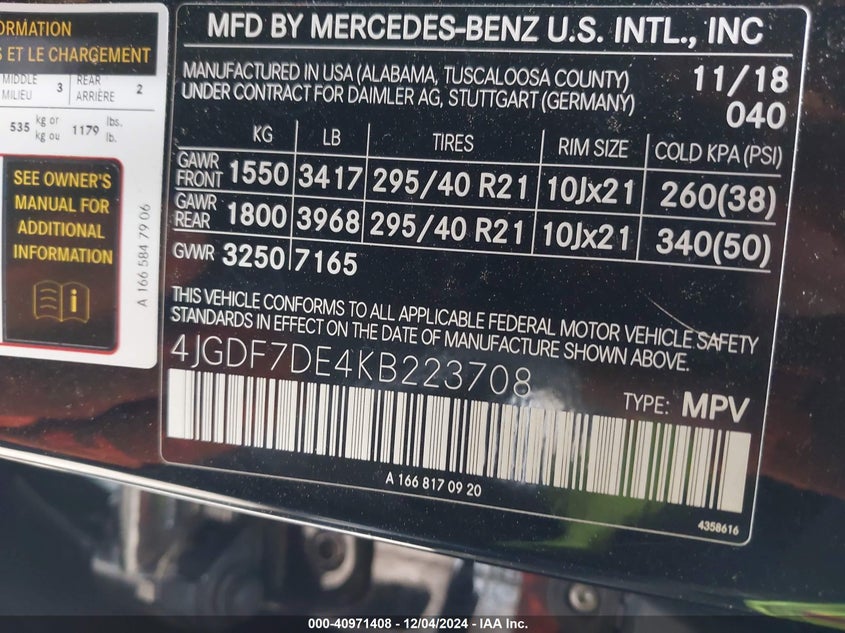 ORMATION
S ET LE CHARGEMENT
MIDDLE MILIEU 3 REAR ARRIÈRE 2
535 kg or kg ou 1179 lbs. lb.
SEE OWNER'S
MANUAL FOR
ADDITIONAL
INFORMATION
A 166 584 79 06
MFD BY MERCEDES-BENZ U.S. INTL., INC
MANUFACTURED IN USA (ALABAMA, TUSCALOOSA COUNTY) 11/18
UNDER CONTRACT FOR DAIMLER AG, STUTTGART (GERMANY) 040
KG LB TIRES RIM SIZE COLD KPA (PSI)
GAWR FRONT 1550 3417 295/40 R21 10Jx21 260(38)
GAWR REAR 1800 3968 295/40 R21 10Jx21 340(50)
GVWR 3250 7165
THIS VEHICLE CONFORMS TO ALL APPLICABLE FEDERAL MOTOR VEHICLE SAFETY
STANDARDS IN EFFECT ON THE DATE OF MANUFACTURE SHOWN ABOVE.
4JGDF7DE4KB223708
TYPE: MPV
A 166 817 09 20
4358616
000-40971408 - 12/04/2024 - IAA Inc.